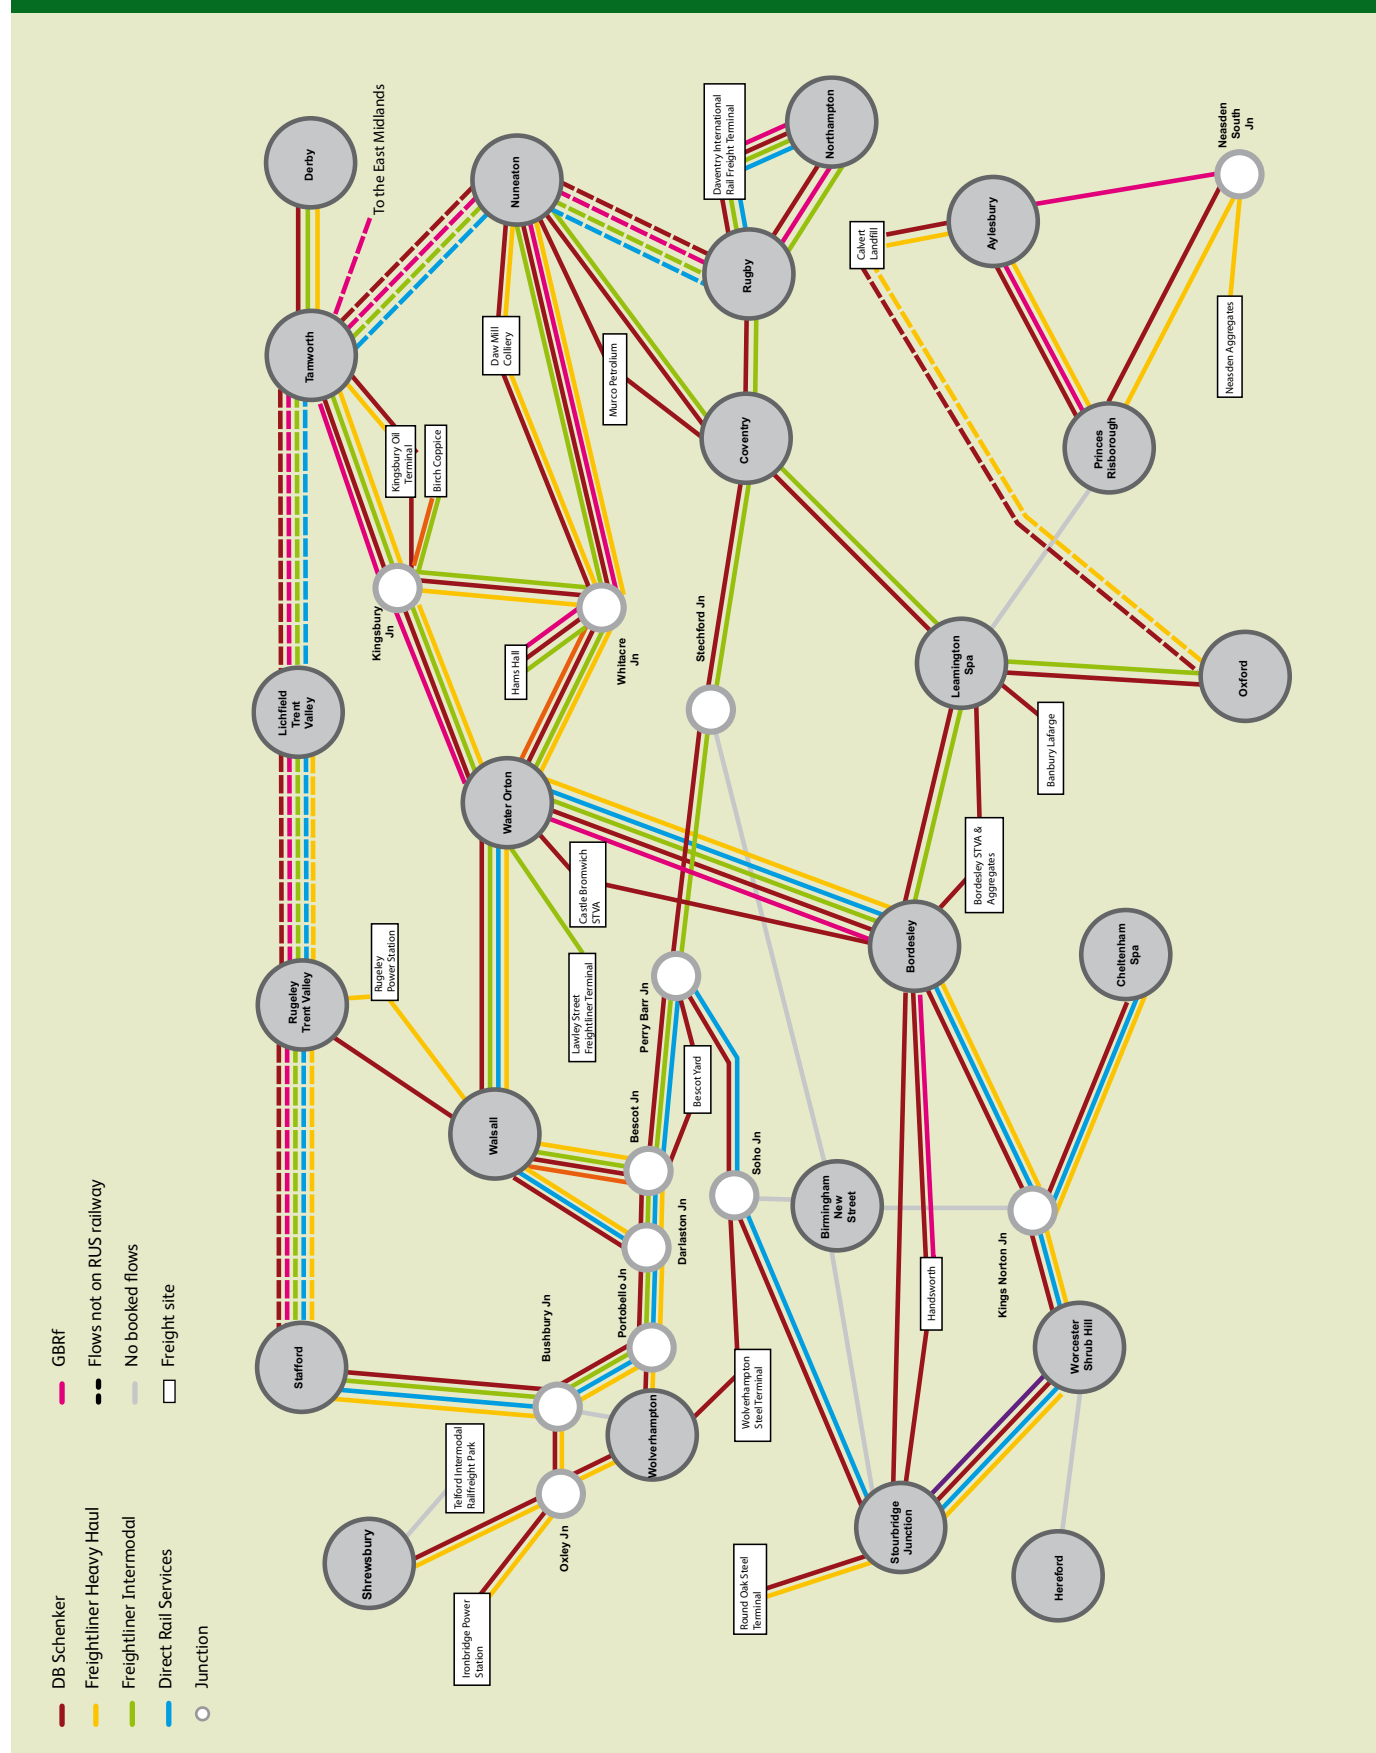 DB Schenker
Freightliner Heavy Haul
Freightliner Intermodal
Direct Rail Services
Junction
GBRf
Flows not on RUS railway
No booked flows
Freight site
Derby
To the East Midlands
Tamworth
Nuneaton
Daventry International
Rail Freight Terminal
Northampton
Rugby
Daw Mill
Colliery
Murco Petrolium
Coventry
Kingsbury Oil
Terminal
Birch Coppice
Kingsbury
Jn
Hams Hall
Whitacre
Jn
Lichfield
Trent
Valley
Water Orton
Stechford Jn
Castle Bromwich
STVA
Lawley Street
Freightliner Terminal
Rugeley
Power Station
Rugeley
Trent Valley
Walsall
Perry Barr Jn
Bescot Yard
Bescot Jn
Darlaston Jn
Portobello Jn
Bushbury Jn
Soho Jn
Stafford
Wolverhampton
Wolverhampton
Steel Terminal
Telford Intermodal
Railfreight Park
Oxley Jn
Shrewsbury
Ironbridge Power
Station
Calvert
Landfill
Aylesbury
Neasden
South
Jn
Neasden Aggregates
Princes
Risborough
Leamington
Spa
Oxford
Banbury Lafarge
Bordesley STVA &
Aggregates
Bordesley
Cheltenham
Spa
Birmingham
New
Street
Handsworth
Kings Norton Jn
Worcester
Shrub Hill
Stourbridge
Junction
Round Oak Steel
Terminal
Hereford